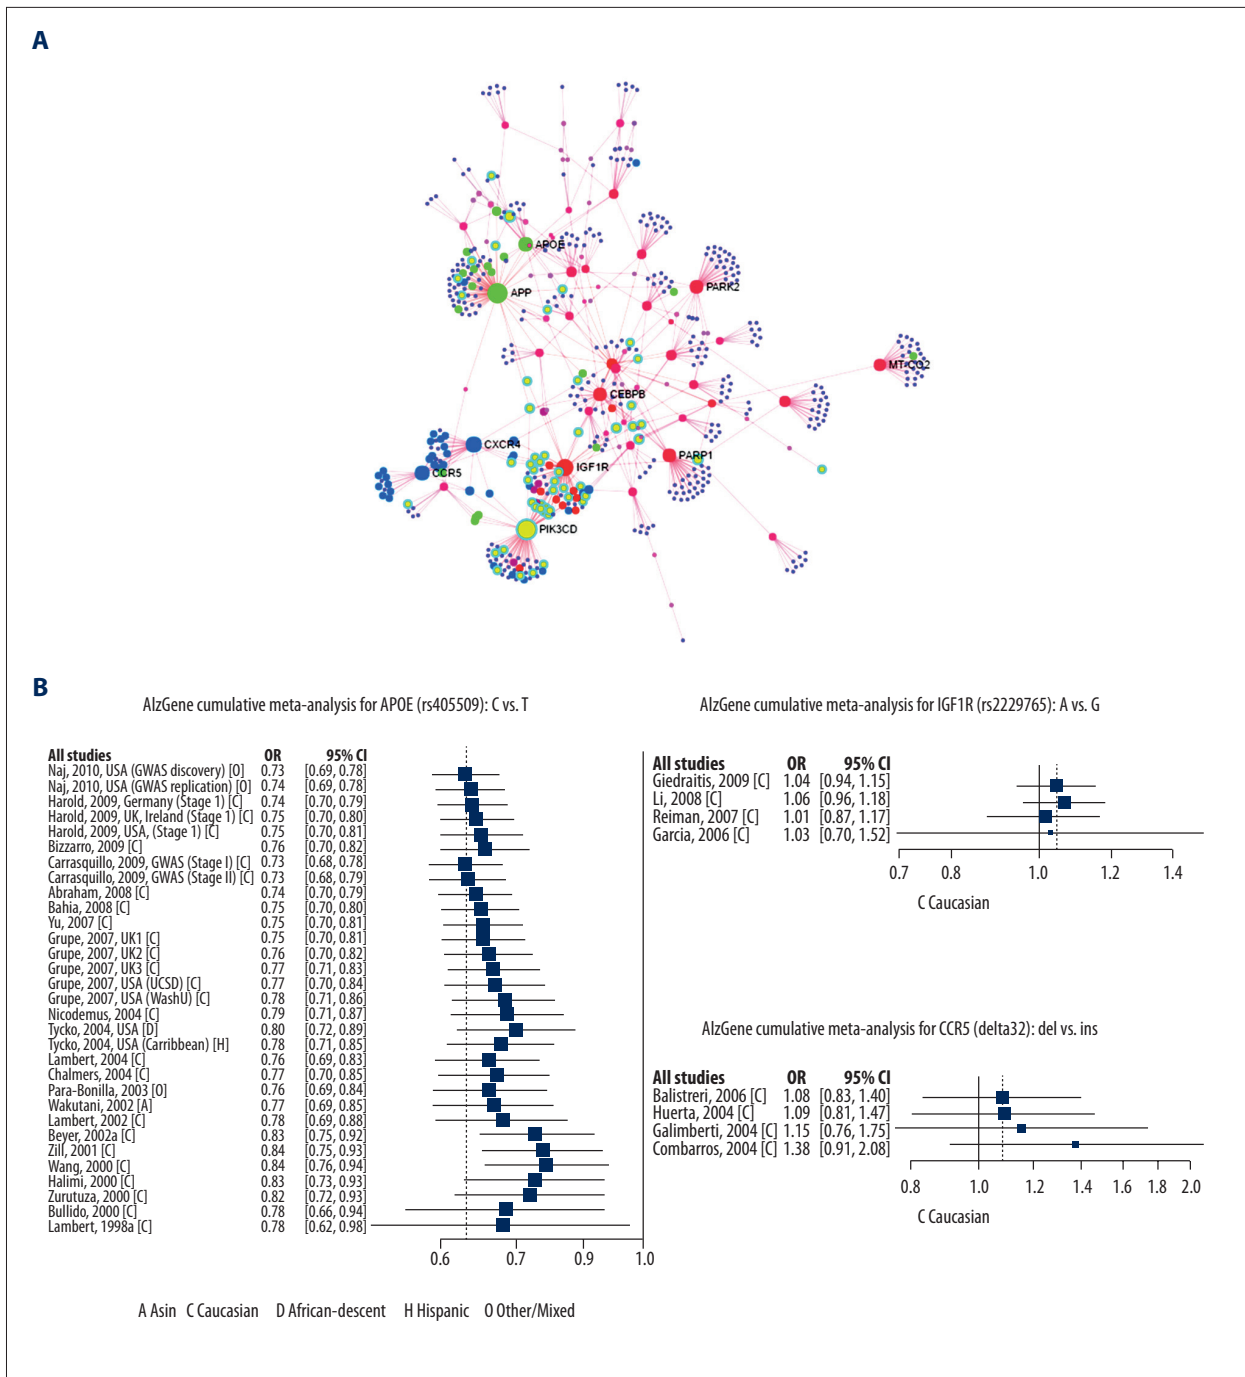 A
APOE
APP
PARK2
MT-CO2
CEBPB
CXCR4
PARP1
IGF1R
CCR5
PIK3CD
B
AlzGene cumulative meta-analysis for APOE (rs405509): C vs. T
All studies OR 95% CI
Naj, 2010, USA (GWAS discovery) [O] 0.73 [0.69, 0.78]
Naj, 2010, USA (GWAS replication) [O] 0.74 [0.69, 0.78]
Harold, 2009, Germany (Stage 1) [C] 0.74 [0.70, 0.79]
Harold, 2009, UK, Ireland (Stage 1) [C] 0.75 [0.70, 0.80]
Harold, 2009, USA, (Stage 1) [C] 0.75 [0.70, 0.81]
Bizzarro, 2009 [C] 0.76 [0.70, 0.82]
Carrasquillo, 2009, GWAS (Stage I) [C] 0.73 [0.68, 0.78]
Carrasquillo, 2009, GWAS (Stage II) [C] 0.73 [0.68, 0.79]
Abraham, 2008 [C] 0.74 [0.70, 0.79]
Bahia, 2008 [C] 0.75 [0.70, 0.80]
Yu, 2007 [C] 0.75 [0.70, 0.81]
Grupe, 2007, UK1 [C] 0.75 [0.70, 0.81]
Grupe, 2007, UK2 [C] 0.76 [0.70, 0.82]
Grupe, 2007, UK3 [C] 0.77 [0.71, 0.83]
Grupe, 2007, USA (UCSD) [C] 0.77 [0.70, 0.84]
Grupe, 2007, USA (WashU) [C] 0.78 [0.71, 0.86]
Nicodemus, 2004 [C] 0.79 [0.71, 0.87]
Tycko, 2004, USA [D] 0.80 [0.72, 0.89]
Tycko, 2004, USA (Carribbean) [H] 0.78 [0.71, 0.85]
Lambert, 2004 [C] 0.76 [0.69, 0.83]
Chalmers, 2004 [C] 0.77 [0.70, 0.85]
Para-Bonilla, 2003 [O] 0.76 [0.69, 0.84]
Wakutani, 2002 [A] 0.77 [0.69, 0.85]
Lambert, 2002 [C] 0.78 [0.69, 0.88]
Beyer, 2002a [C] 0.83 [0.75, 0.92]
Zill, 2001 [C] 0.84 [0.75, 0.93]
Wang, 2000 [C] 0.84 [0.76, 0.94]
Halimi, 2000 [C] 0.83 [0.73, 0.93]
Zurutuza, 2000 [C] 0.82 [0.72, 0.93]
Bullido, 2000 [C] 0.78 [0.66, 0.94]
Lambert, 1998a [C] 0.78 [0.62, 0.98]
0.6 0.7 0.9 1.0
A Asin C Caucasian D African-descent H Hispanic O Other/Mixed
AlzGene cumulative meta-analysis for IGF1R (rs2229765): A vs. G
All studies OR 95% CI
Giedraitis, 2009 [C] 1.04 [0.94, 1.15]
Li, 2008 [C] 1.06 [0.96, 1.18]
Reiman, 2007 [C] 1.01 [0.87, 1.17]
Garcia, 2006 [C] 1.03 [0.70, 1.52]
0.7 0.8 1.0 1.2 1.4
C Caucasian
AlzGene cumulative meta-analysis for CCR5 (delta32): del vs. ins
All studies OR 95% CI
Balistreri, 2006 [C] 1.08 [0.83, 1.40]
Huerta, 2004 [C] 1.09 [0.81, 1.47]
Galimberti, 2004 [C] 1.15 [0.76, 1.75]
Combarros, 2004 [C] 1.38 [0.91, 2.08]
0.8 1.0 1.2 1.4 1.6 1.8 2.0
C Caucasian